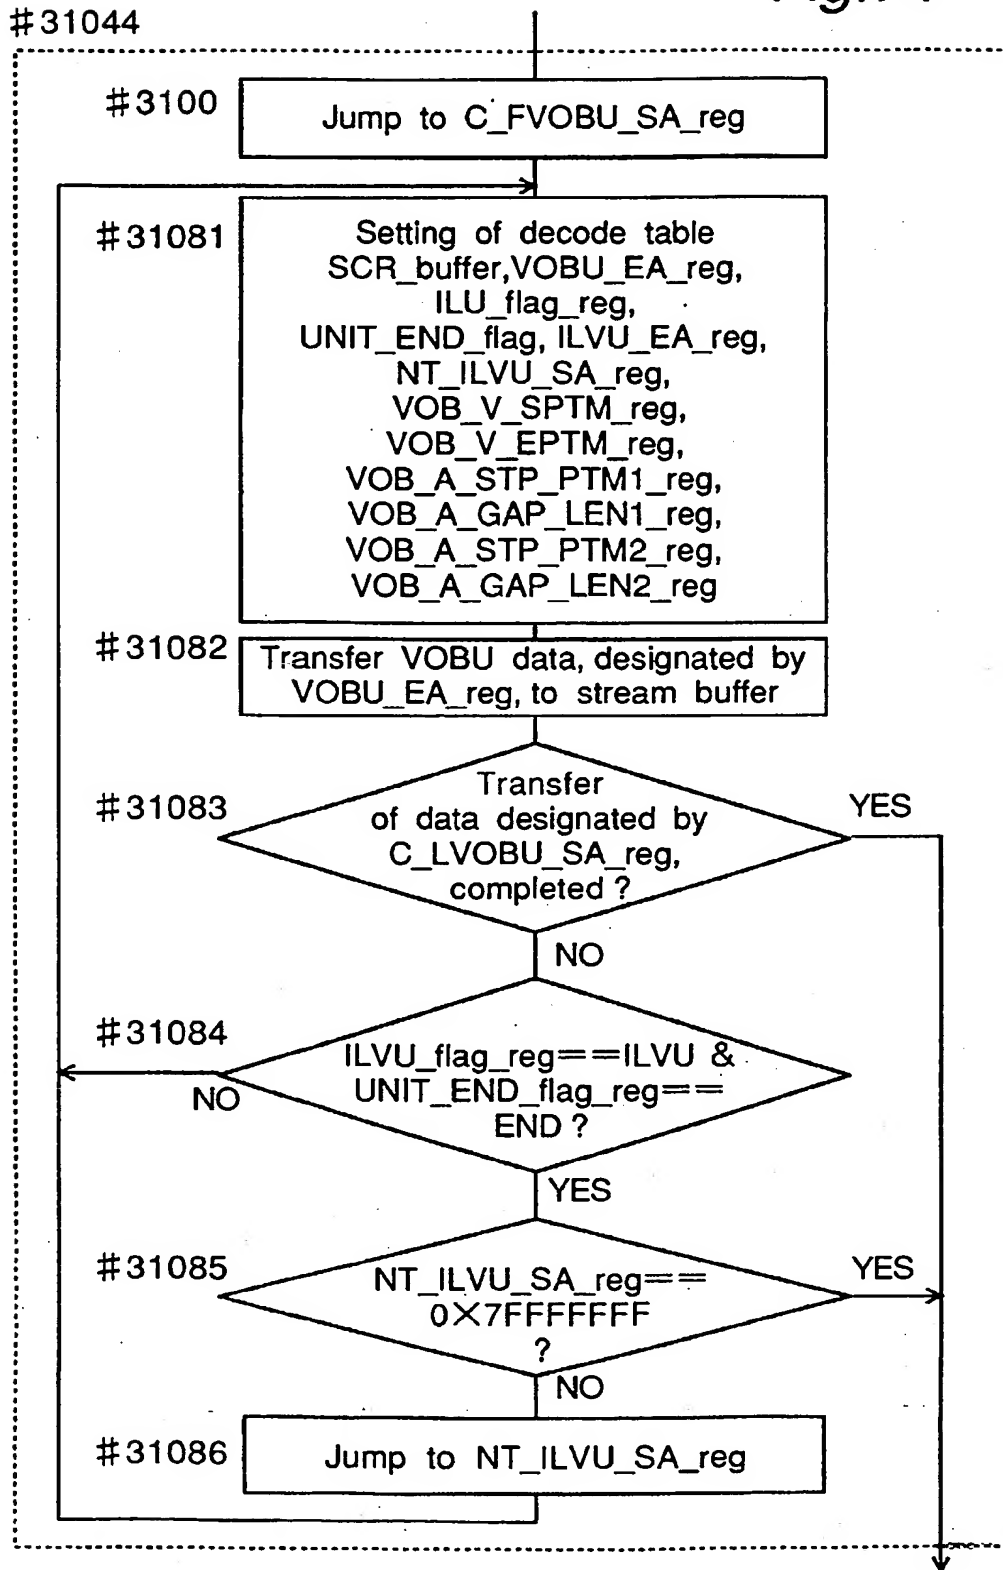 #31044
#3100
Jump to C_FVOBU_SA_reg
#31081
Setting of decode table
SCR_buffer,VOBU_EA_reg,
ILU_flag_reg,
UNIT_END_flag, ILVU_EA_reg,
NT_ILVU_SA_reg,
VOB_V_SPTM_reg,
VOB_V_EPTM_reg,
VOB_A_STP_PTM1_reg,
VOB_A_GAP_LEN1_reg,
VOB_A_STP_PTM2_reg,
VOB_A_GAP_LEN2_reg
#31082
Transfer VOBU data, designated by
VOBU_EA_reg, to stream buffer
#31083
Transfer
of data designated by
C_LVOBU_SA_reg,
completed ?
YES
NO
#31084
ILVU_flag_reg==ILVU &
UNIT_END_flag_reg==
END ?
NO
YES
#31085
NT_ILVU_SA_reg==
0X7FFFFFFF
?
YES
NO
#31086
Jump to NT_ILVU_SA_reg